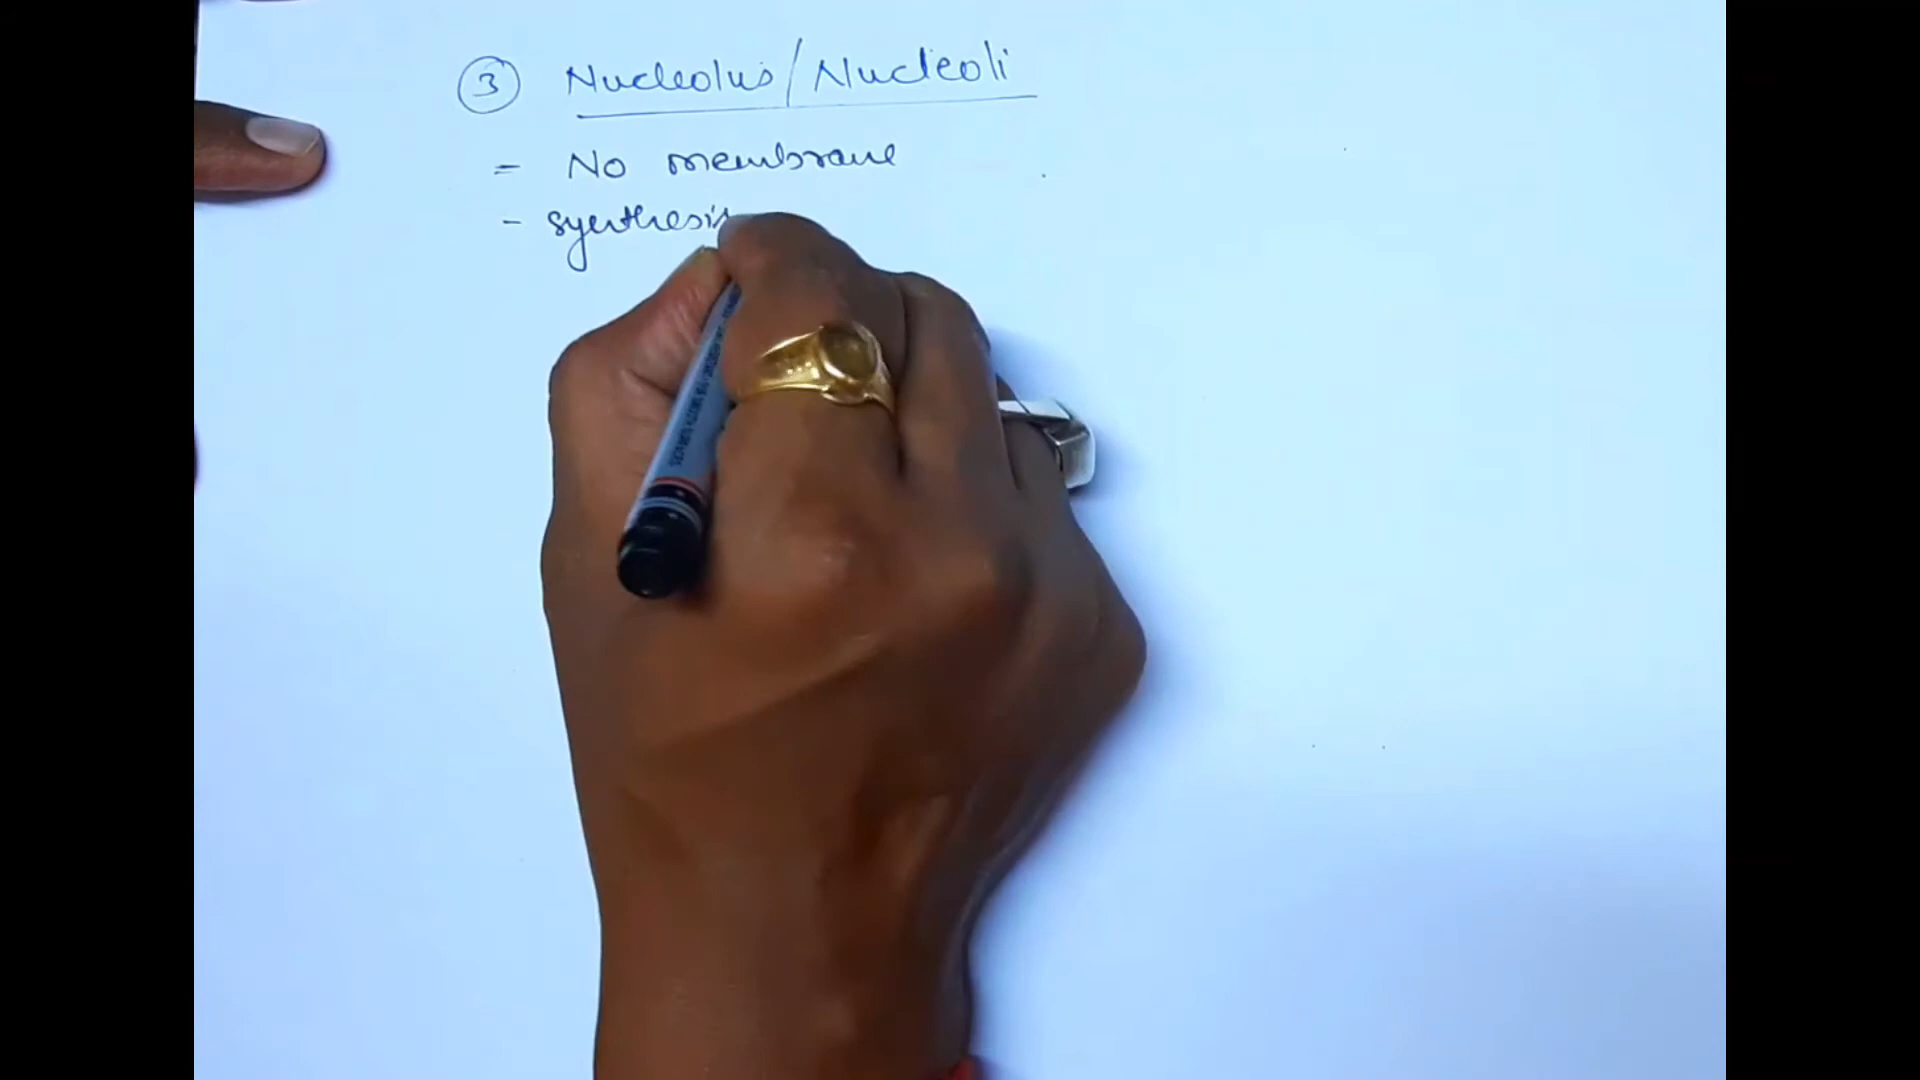 ③ Nucleolus/Nucleoli
= No membrane
- synthesis